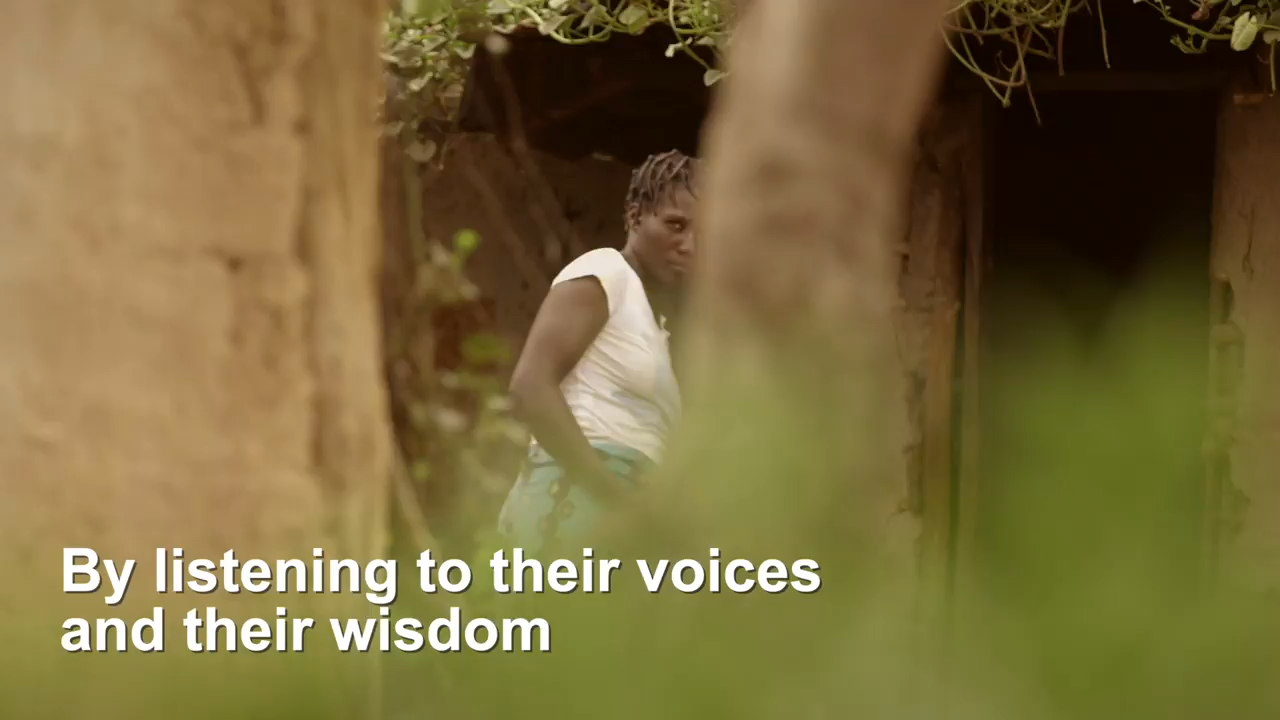 By listening to their voices
and their wisdom